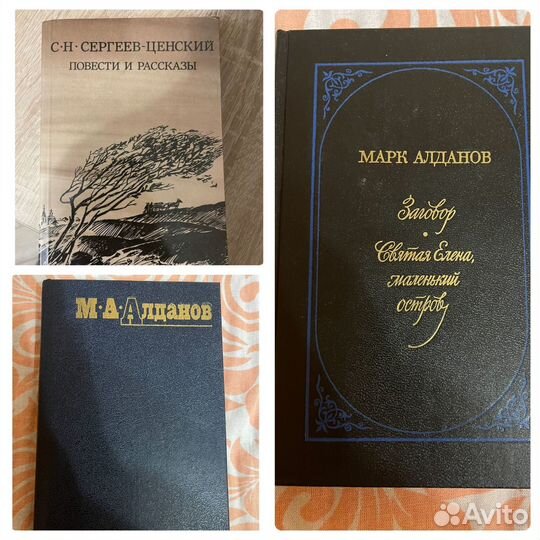 С·Н·СЕРГЕЕВ-ЦЕНСКИЙ
ПОВЕСТИ И РАССКАЗЫ
М·А·Алданов
МАРК АЛДАНОВ
Заговор
•
Святая Елена,
маленький
остров
Avito